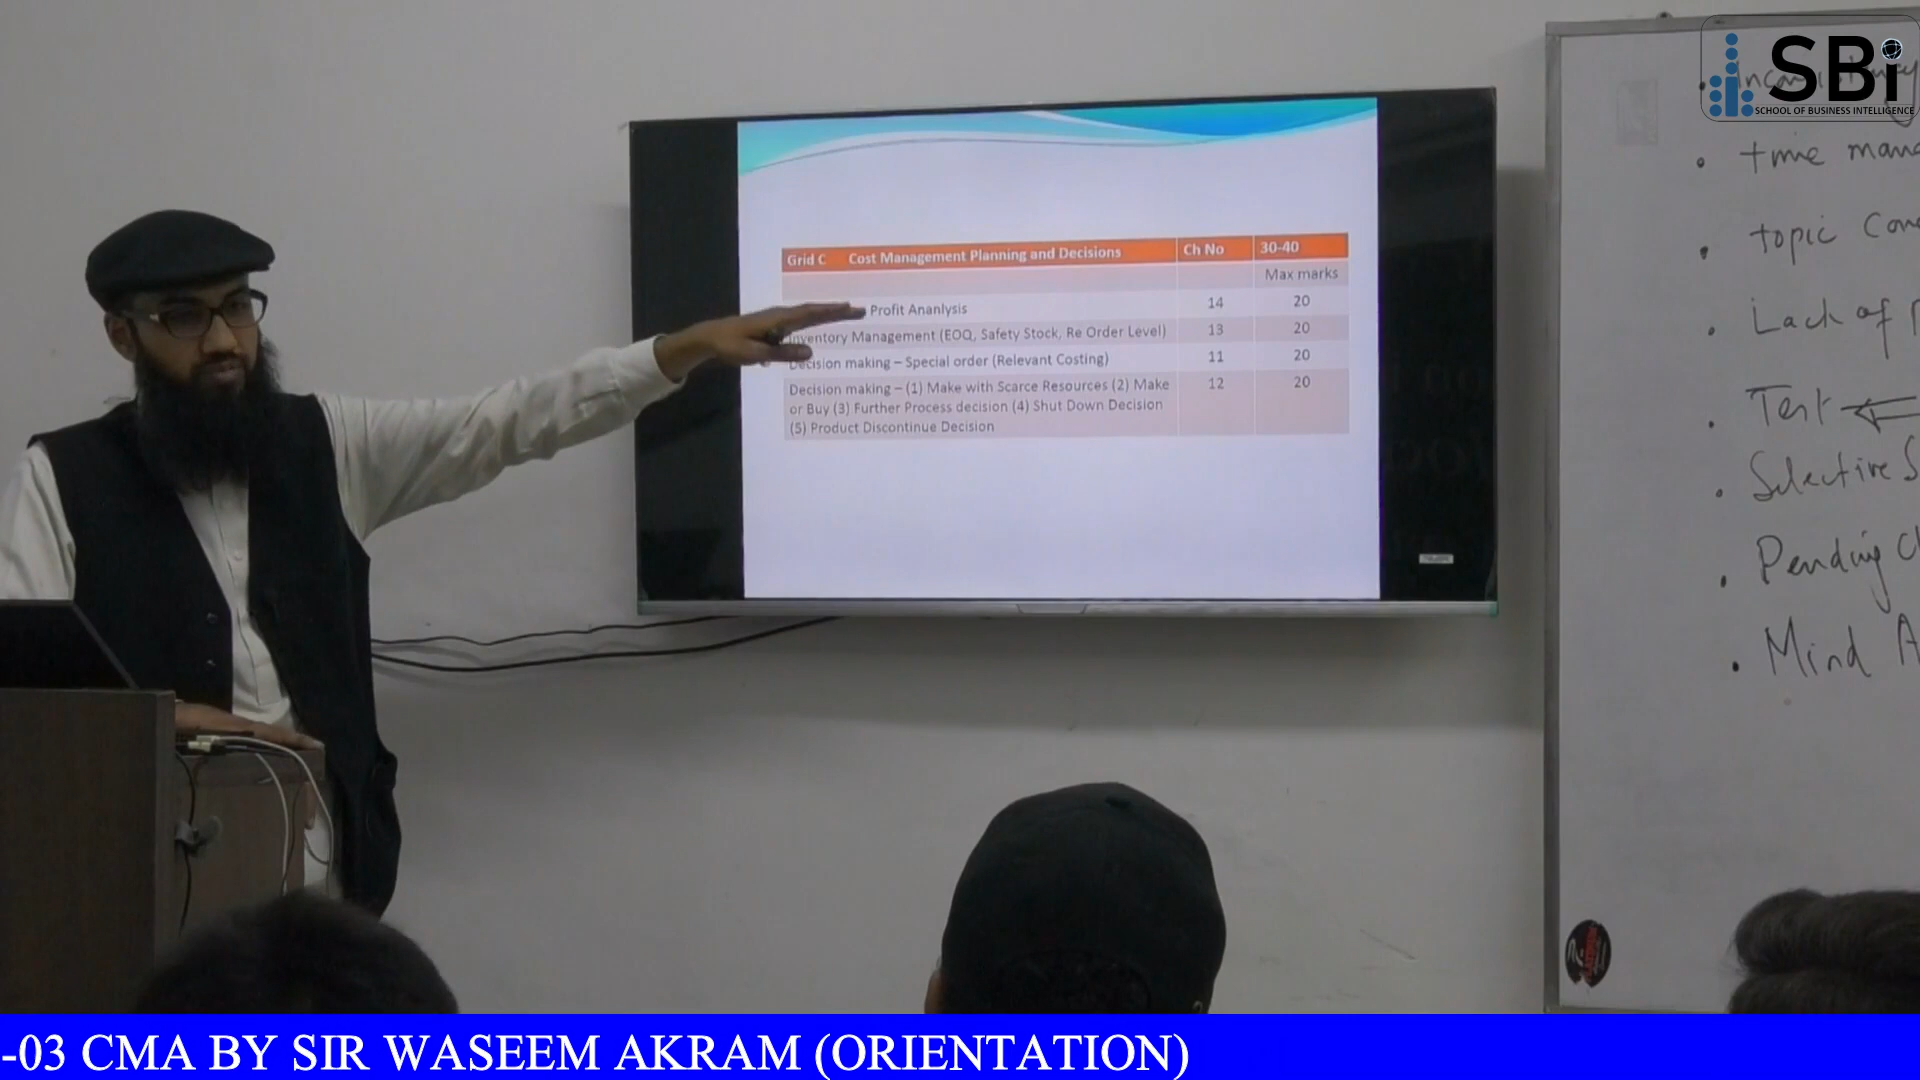 SBi
SCHOOL OF BUSINESS INTELLIGENCE
Grid C Cost Management Planning and Decisions Ch No 30-40
Max marks
Profit Ananlysis 14 20
Inventory Management (EOQ, Safety Stock, Re Order Level) 13 20
Decision making – Special order (Relevant Costing) 11 20
Decision making – (1) Make with Scarce Resources (2) Make 12 20
or Buy (3) Further Process decision (4) Shut Down Decision
(5) Product Discontinue Decision
• time mana
• topic
• Lack of
• Test
• Selective S
• Pending Ch
• Mind A
-03 CMA BY SIR WASEEM AKRAM (ORIENTATION)